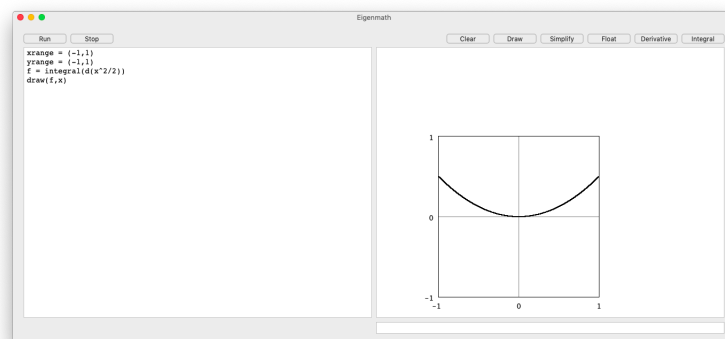 Eigenmath
Run Stop Clear Draw Simplify Float Derivative Integral
xrange = (-1,1)
yrange = (-1,1)
f = integral(d(x^2/2))
draw(f,x)
1
0
-1
-1 0 1